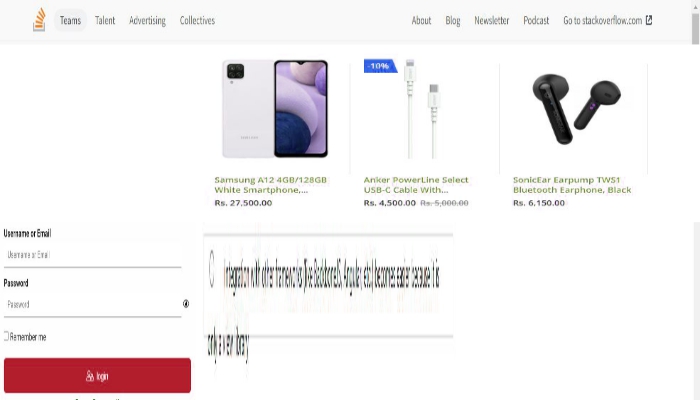 Teams Talent Advertising Collectives About Blog Newsletter Podcast Go to stackoverflow.com
-10%
SAMSUNG
Samsung A12 4GB/128GB
White Smartphone,...
Rs. 27,500.00
Anker PowerLine Select
USB-C Cable With...
Rs. 4,500.00 Rs. 5,000.00
SonicEar Earpump TWS1
Bluetooth Earphone, Black
Rs. 6,150.00
Username or Email
Username or Email
Password
Password
Remember me
login
Integration with other frameworks (like BackboneJS, Angular, etc) becomes easier because it is
only a view library